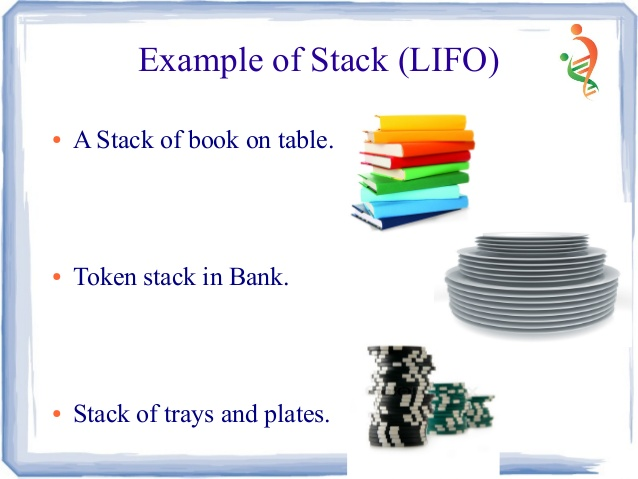 Example of Stack (LIFO)
• A Stack of book on table.
• Token stack in Bank.
• Stack of trays and plates.